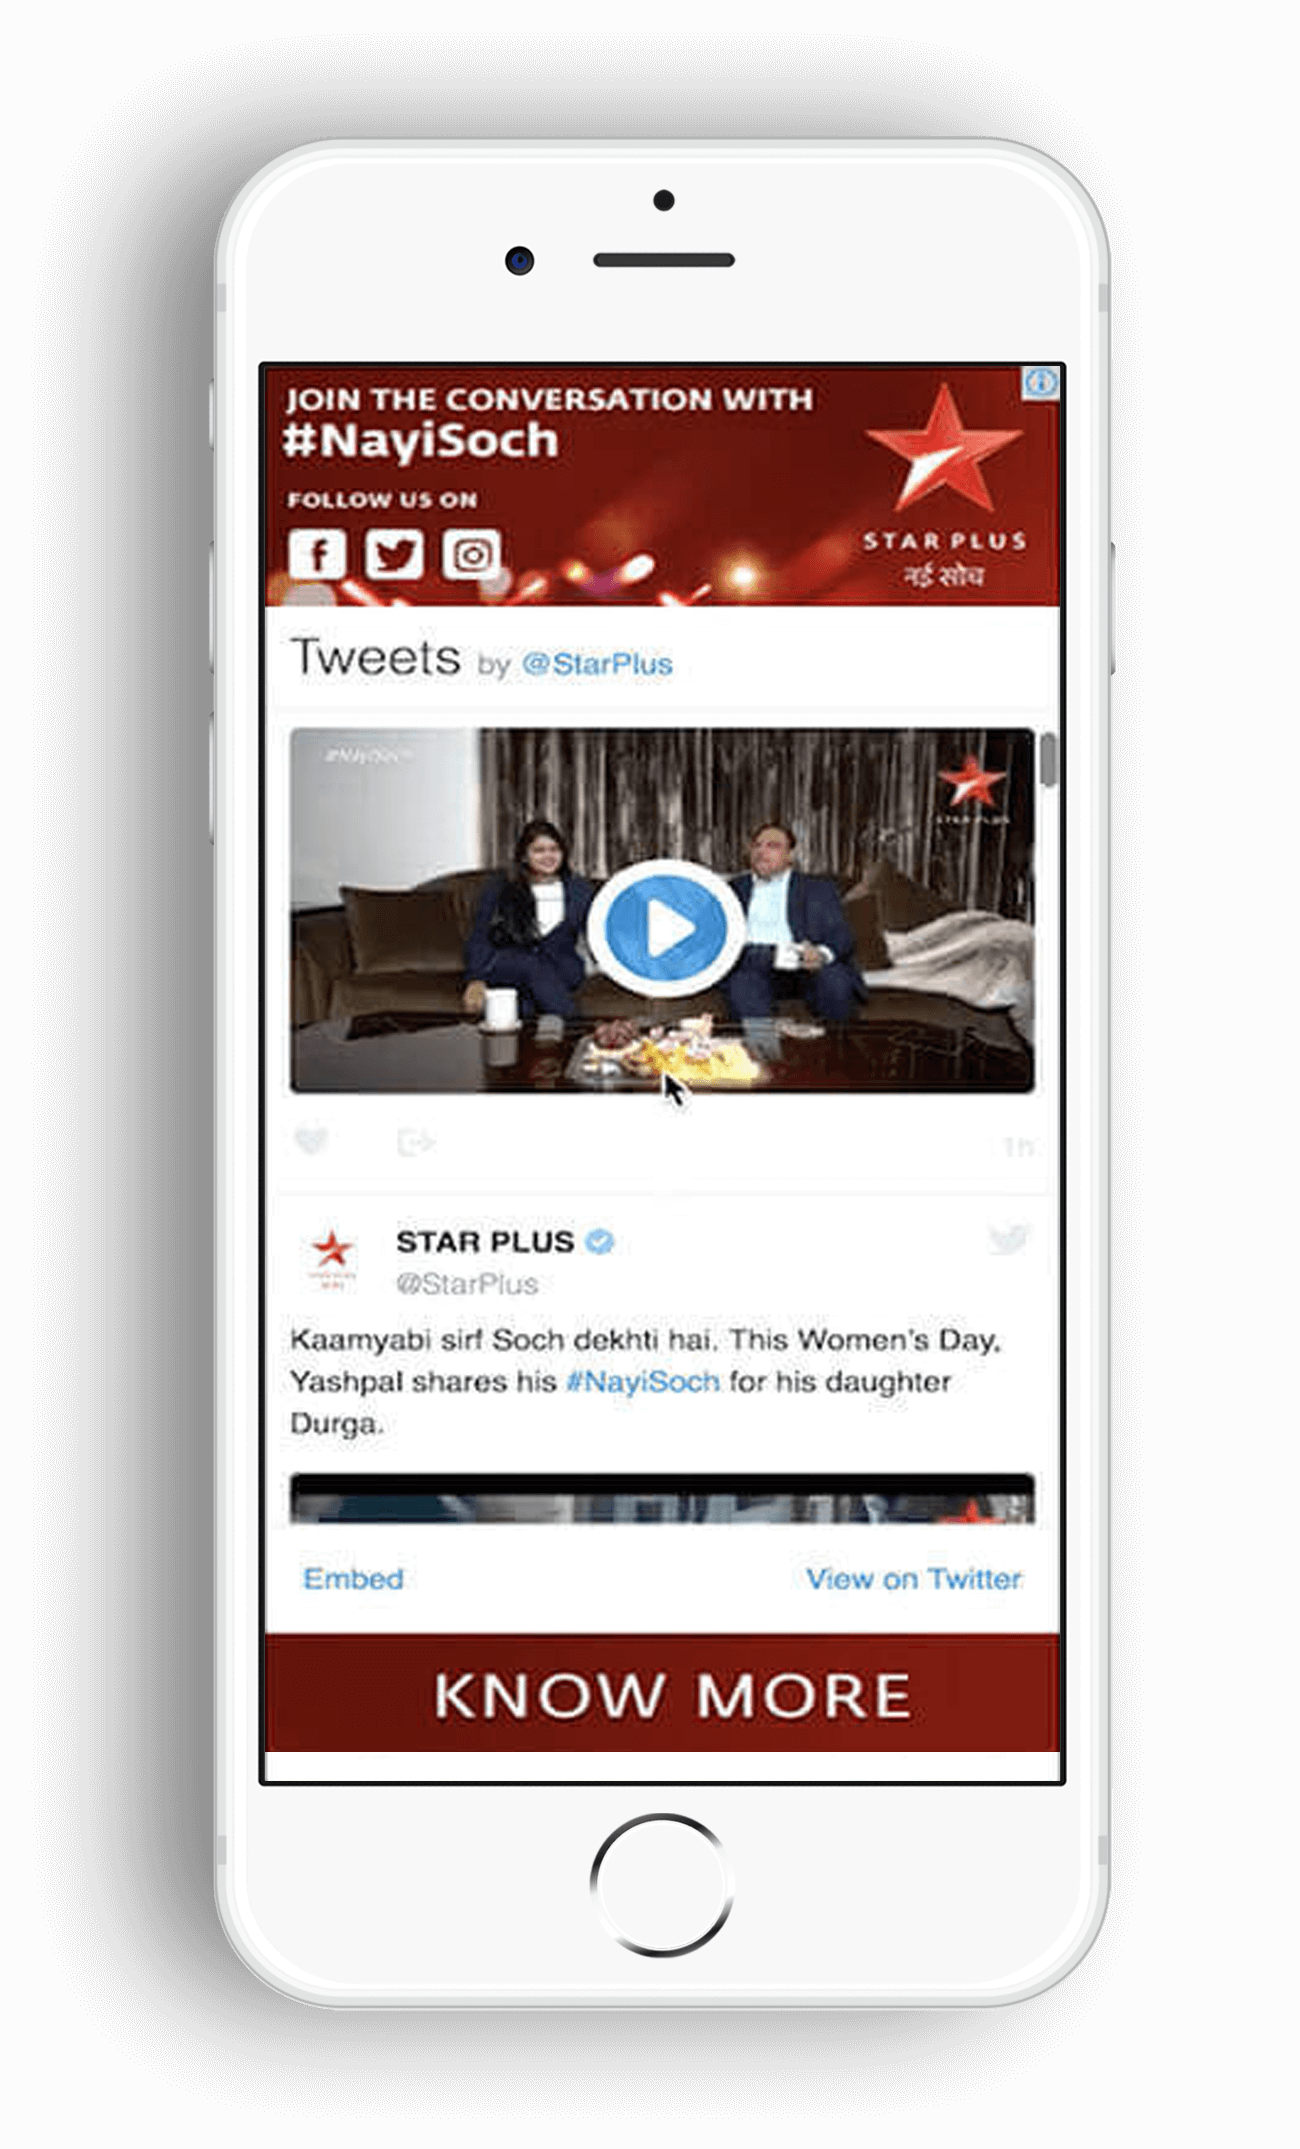 JOIN THE CONVERSATION WITH
#NayiSoch
FOLLOW US ON
STAR PLUS
नई सोच
Tweets by @StarPlus
#NayiSoch
STAR PLUS
1h
STAR PLUS
@StarPlus
Kaamyabi sirf Soch dekhti hai. This Women's Day,
Yashpal shares his #NayiSoch for his daughter
Durga.
Embed
View on Twitter
KNOW MORE